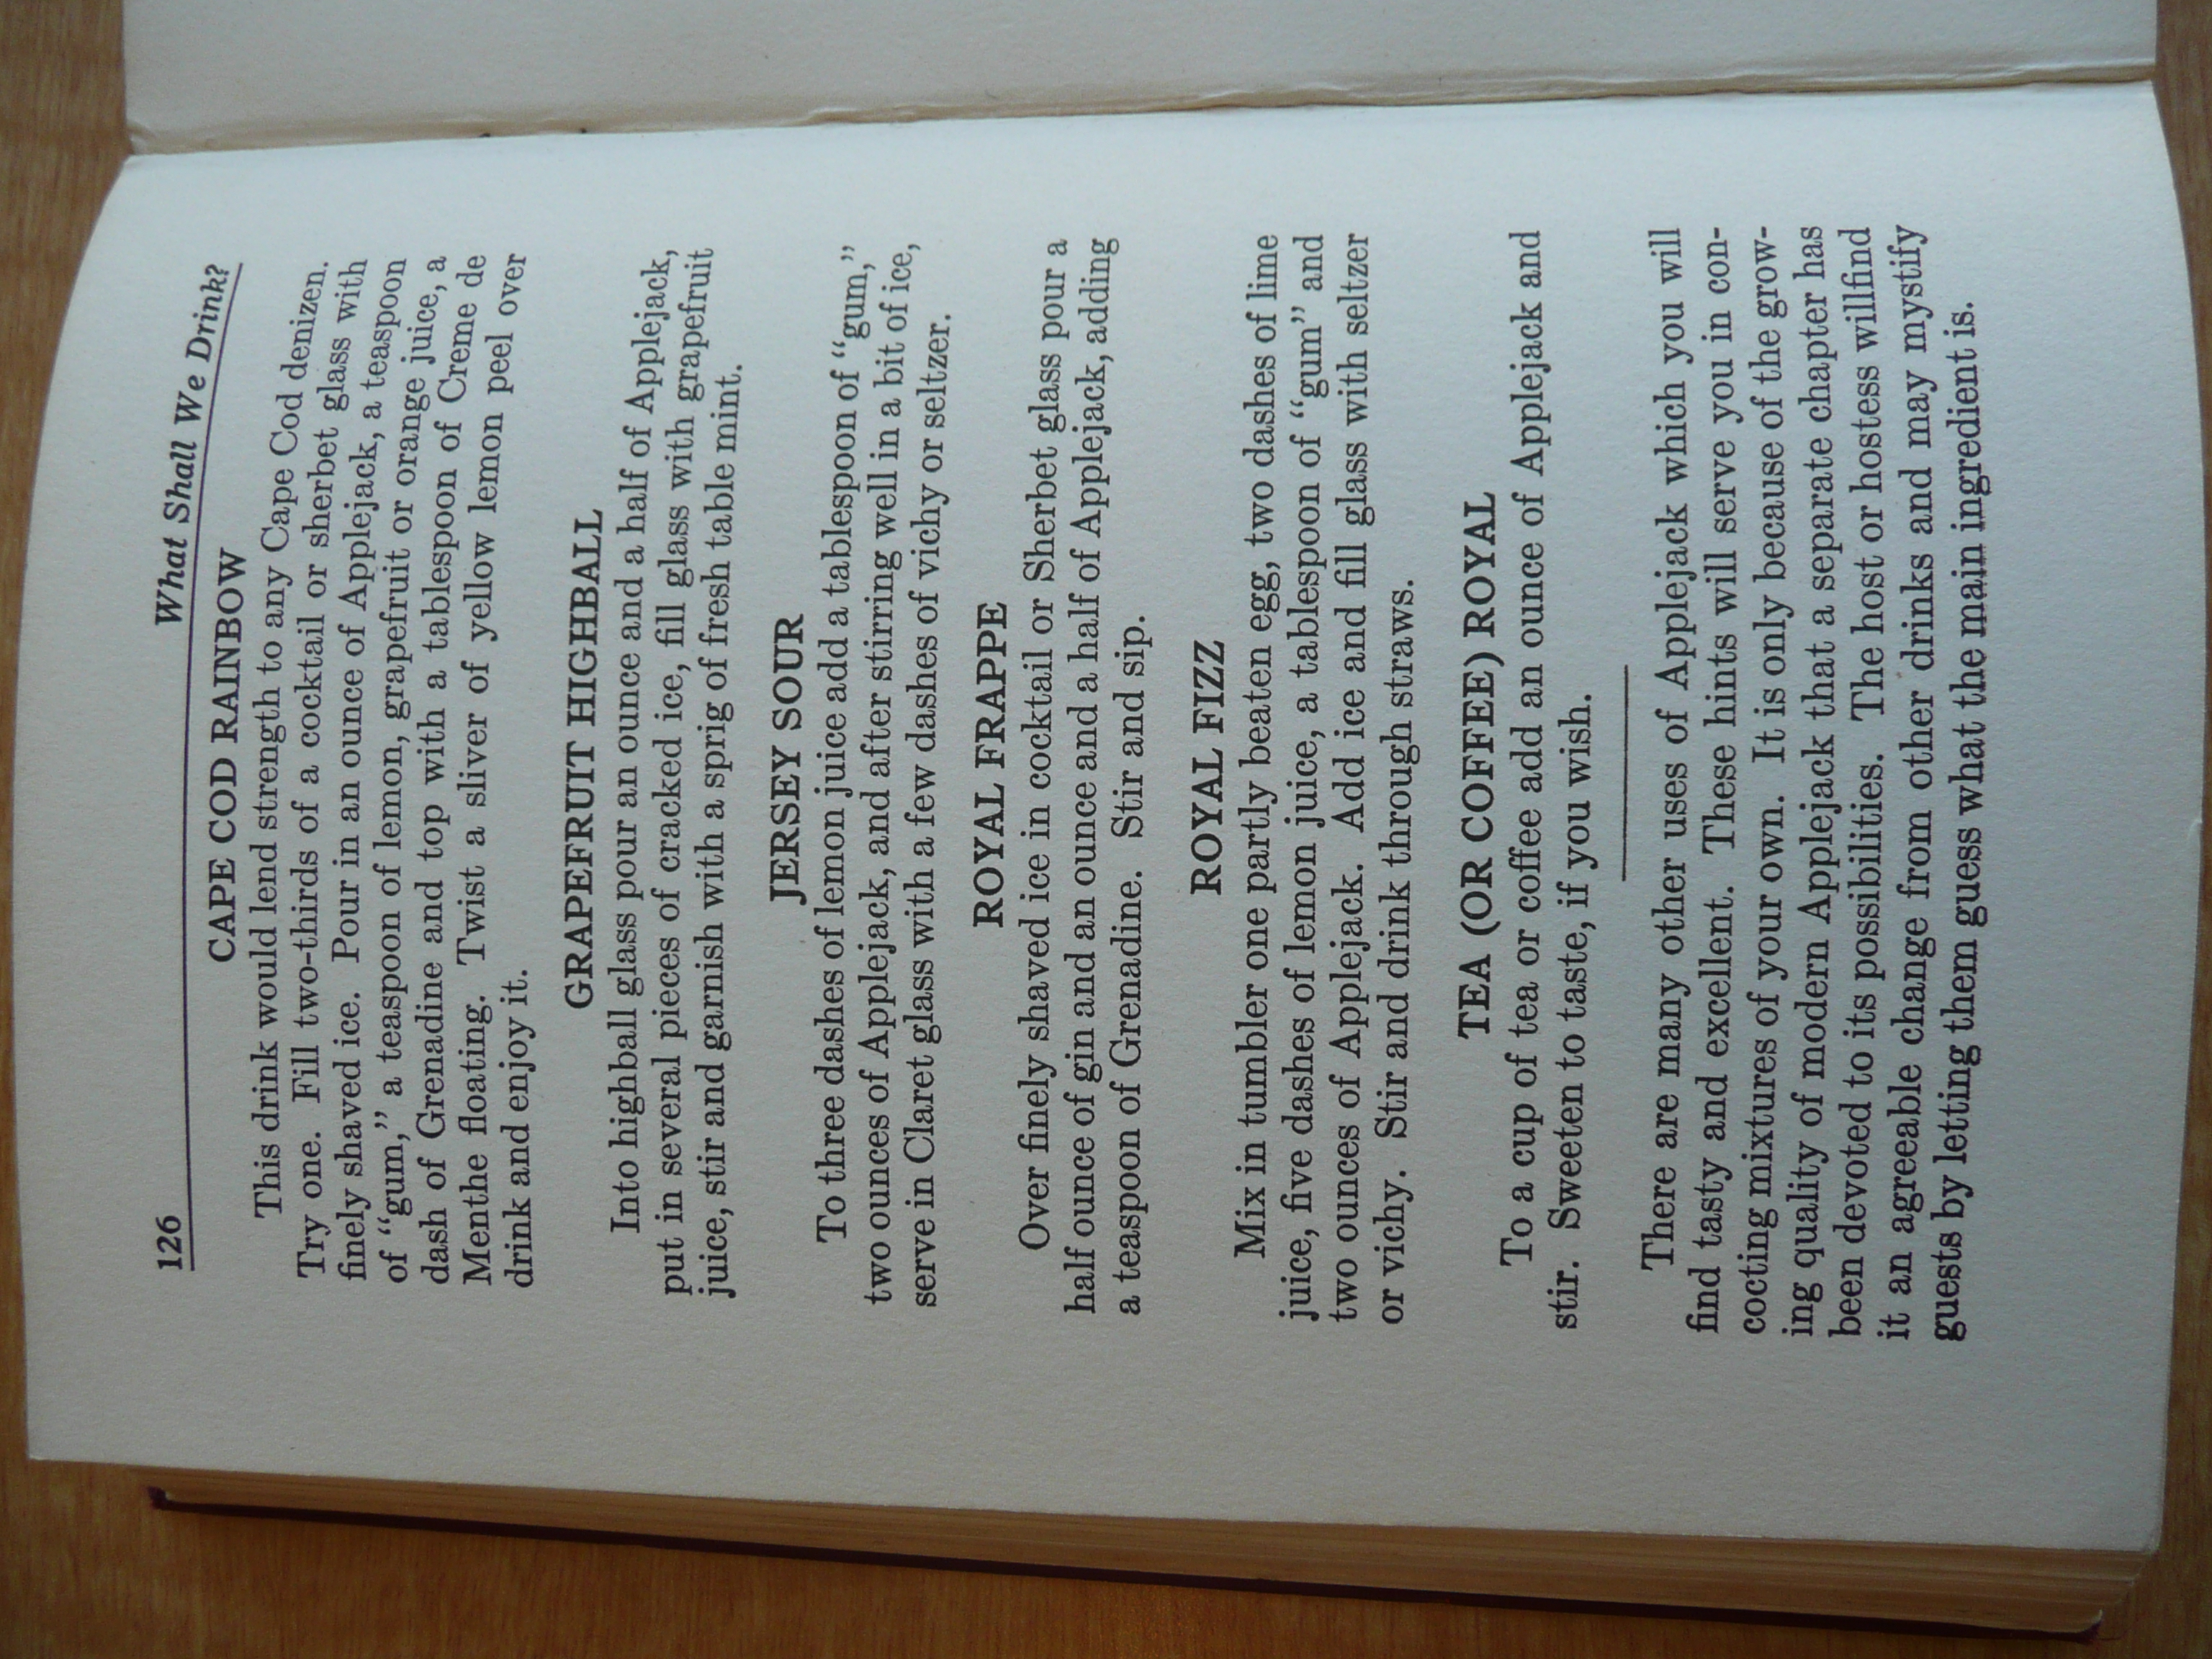 126
What Shall We Drink?
CAPE COD RAINBOW
This drink would lend strength to any Cape Cod denizen.
Try one. Fill two-thirds of a cocktail or sherbet glass with
finely shaved ice. Pour in an ounce of Applejack, a teaspoon
of “gum,” a teaspoon of lemon, grapefruit or orange juice, a
dash of Grenadine and top with a tablespoon of Creme de
Menthe floating. Twist a sliver of yellow lemon peel over
drink and enjoy it.
GRAPEFRUIT HIGHBALL
Into highball glass pour an ounce and a half of Applejack,
put in several pieces of cracked ice, fill glass with grapefruit
juice, stir and garnish with a sprig of fresh table mint.
JERSEY SOUR
To three dashes of lemon juice add a tablespoon of “gum,”
two ounces of Applejack, and after stirring well in a bit of ice,
serve in Claret glass with a few dashes of vichy or seltzer.
ROYAL FRAPPE
Over finely shaved ice in cocktail or Sherbet glass pour a
half ounce of gin and an ounce and a half of Applejack, adding
a teaspoon of Grenadine. Stir and sip.
ROYAL FIZZ
Mix in tumbler one partly beaten egg, two dashes of lime
juice, five dashes of lemon juice, a tablespoon of “gum” and
two ounces of Applejack. Add ice and fill glass with seltzer
or vichy. Stir and drink through straws.
TEA (OR COFFEE) ROYAL
To a cup of tea or coffee add an ounce of Applejack and
stir. Sweeten to taste, if you wish.
There are many other uses of Applejack which you will
find tasty and excellent. These hints will serve you in con-
cocting mixtures of your own. It is only because of the grow-
ing quality of modern Applejack that a separate chapter has
been devoted to its possibilities. The host or hostess willfind
it an agreeable change from other drinks and may mystify
guests by letting them guess what the main ingredient is.